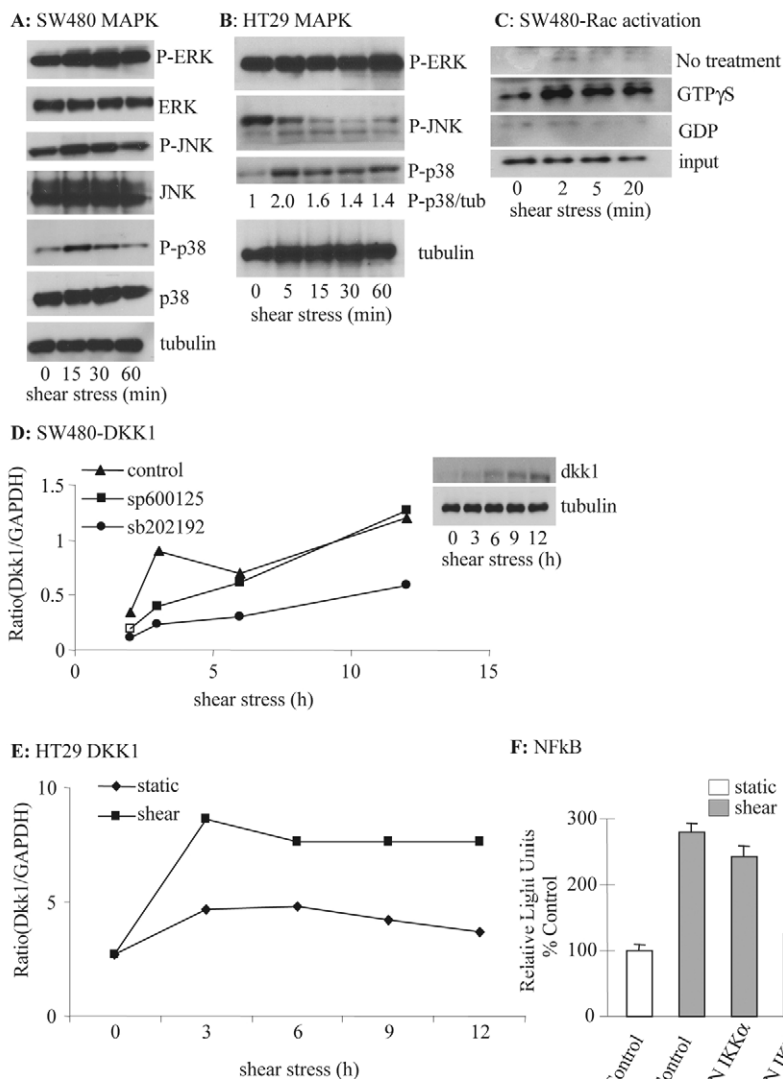 A: SW480 MAPK
P-ERK
ERK
P-JNK
JNK
P-p38
p38
tubulin
0 15 30 60
shear stress (min)
B: HT29 MAPK
P-ERK
P-JNK
P-p38
1 2.0 1.6 1.4 1.4 P-p38/tub
tubulin
0 5 15 30 60
shear stress (min)
C: SW480-Rac activation
No treatment
GTPγS
GDP
input
0 2 5 20
shear stress (min)
D: SW480-DKK1
control
sp600125
sb202192
Ratio(Dkk1/GAPDH)
1.5
1
0.5
0
0 5 10 15
shear stress (h)
dkk1
tubulin
0 3 6 9 12
shear stress (h)
E: HT29 DKK1
static
shear
Ratio(Dkk1/GAPDH)
10
5
0
0 3 6 9 12
shear stress (h)
F: NFkB
static
shear
Relative Light Units
% Control
300
200
100
0
Control